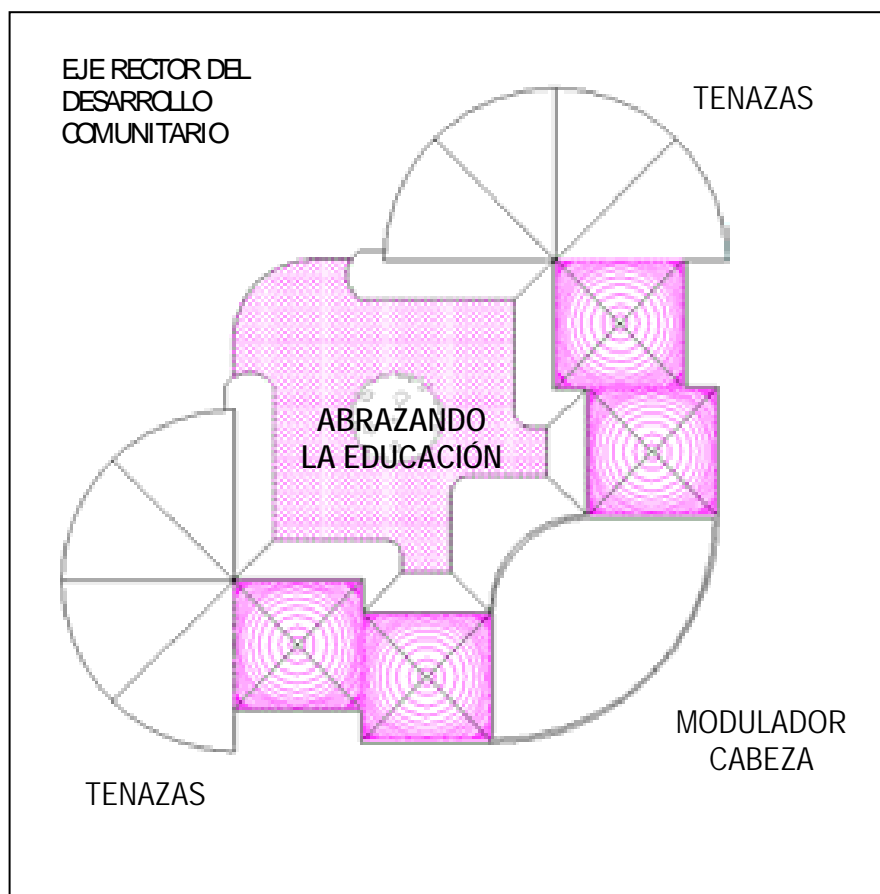 EJE RECTOR DEL
DESARROLLO
COMUNITARIO
TENAZAS
ABRAZANDO
LA EDUCACIÓN
MODULADOR
CABEZA
TENAZAS